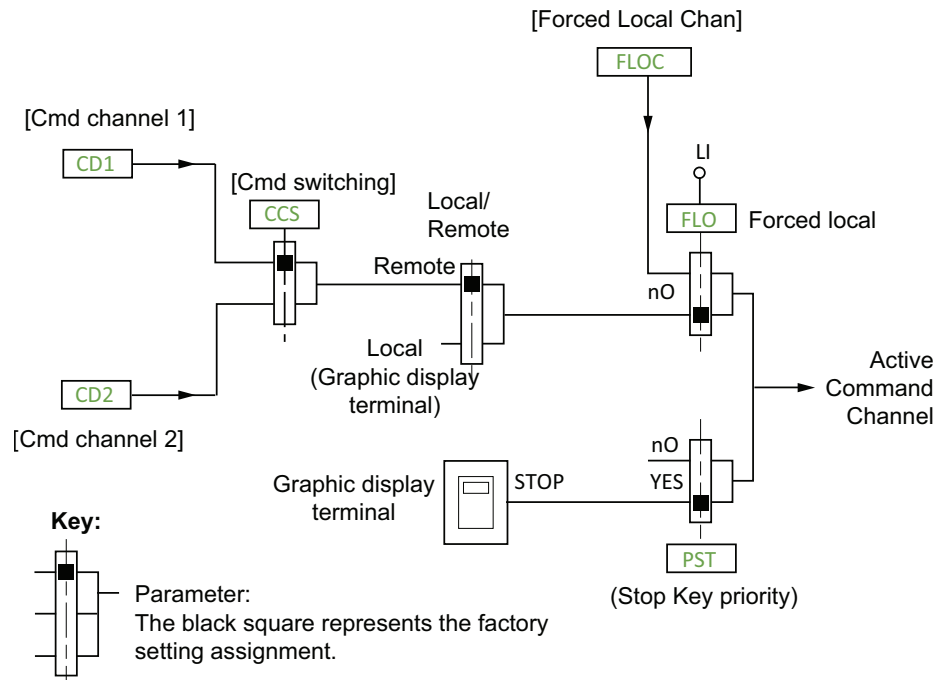 [Forced Local Chan]
FLOC
[Cmd channel 1]
CD1
[Cmd switching]
CCS
Local/
Remote
LI
FLO
Forced local
Remote
nO
Local
(Graphic display
terminal)
CD2
[Cmd channel 2]
Active
Command
Channel
nO
Graphic display
terminal
STOP
YES
PST
(Stop Key priority)
Key:
Parameter:
The black square represents the factory
setting assignment.